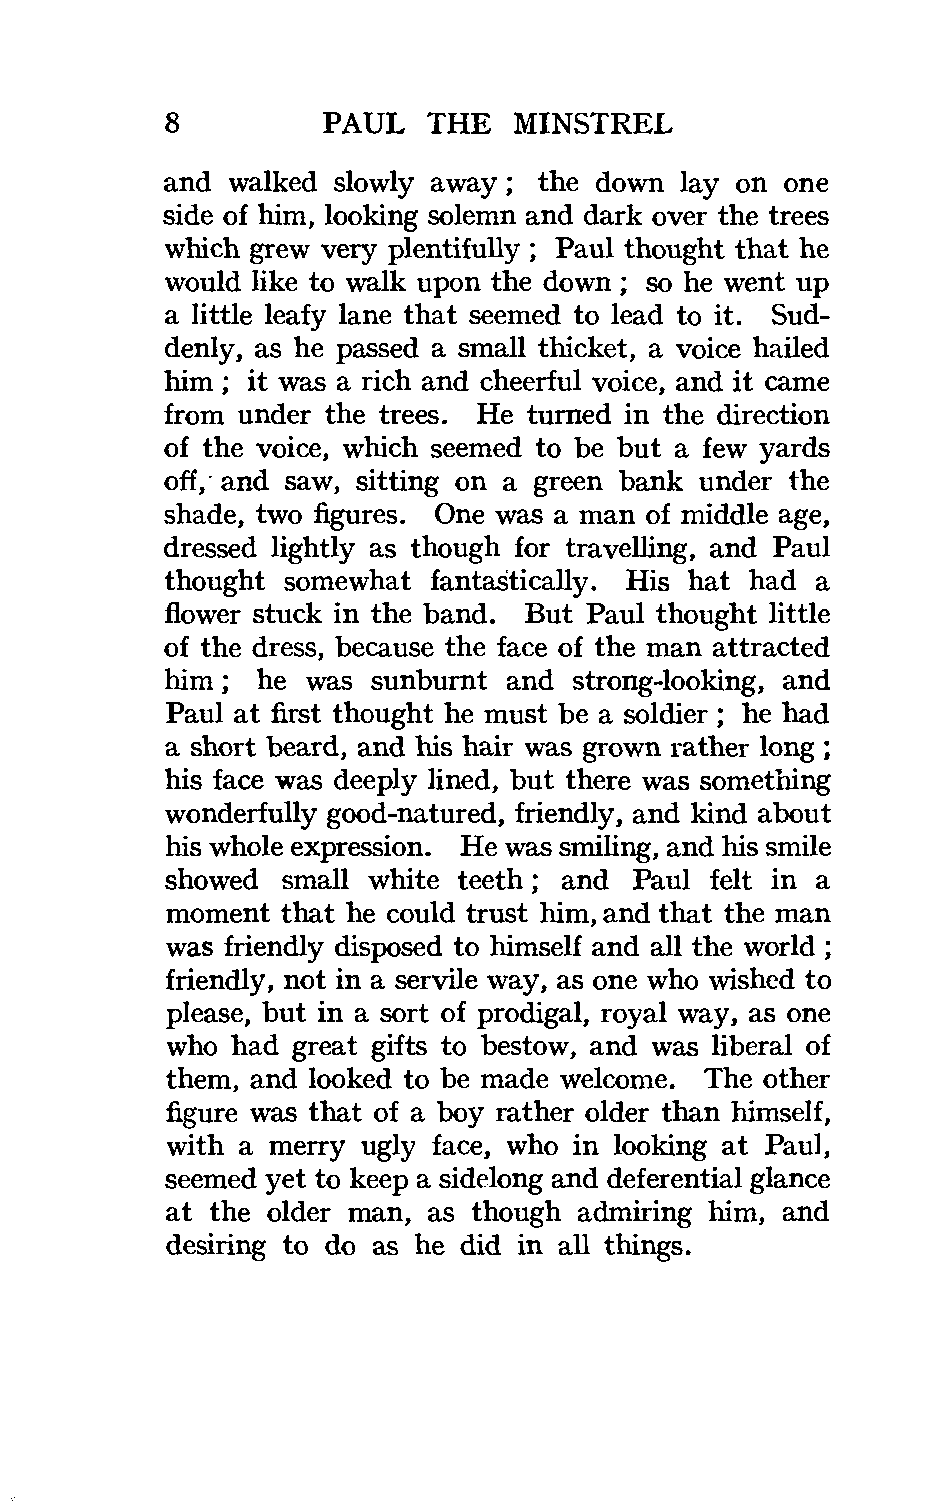 8 PAUL THE MINSTREL
and walked slowly away ; the down lay on one
side of him, looking solemn and dark over the trees
which grew very plentifully ; Paul thought that he
would like to walk upon the down ; so he went up
a little leafy lane that seemed to lead to it. Sud-
denly, as he passed a small thicket, a voice hailed
him ; it was a rich and cheerful voice, and it came
from under the trees. He turned in the direction
of the voice, which seemed to be but a few yards
off, and saw, sitting on a green bank under the
shade, two figures. One was a man of middle age,
dressed lightly as though for travelling, and Paul
thought somewhat fantastically. His hat had a
flower stuck in the band. But Paul thought little
of the dress, because the face of the man attracted
him ; he was sunburnt and strong-looking, and
Paul at first thought he must be a soldier ; he had
a short beard, and his hair was grown rather long ;
his face was deeply lined, but there was something
wonderfully good-natured, friendly, and kind about
his whole expression. He was smiling, and his smile
showed small white teeth ; and Paul felt in a
moment that he could trust him, and that the man
was friendly disposed to himself and all the world ;
friendly, not in a servile way, as one who wished to
please, but in a sort of prodigal, royal way, as one
who had great gifts to bestow, and was liberal of
them, and looked to be made welcome. The other
figure was that of a boy rather older than himself,
with a merry ugly face, who in looking at Paul,
seemed yet to keep a sidelong and deferential glance
at the older man, as though admiring him, and
desiring to do as he did in all things.